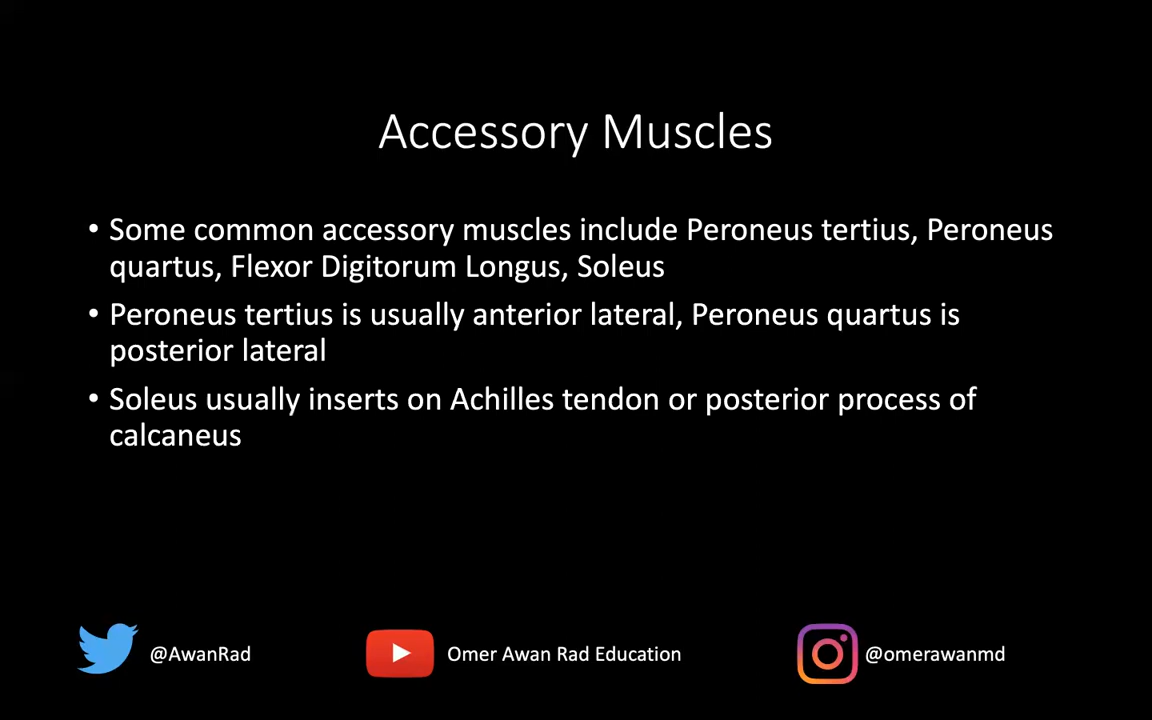 Accessory Muscles
• Some common accessory muscles include Peroneus tertius, Peroneus
quartus, Flexor Digitorum Longus, Soleus
• Peroneus tertius is usually anterior lateral, Peroneus quartus is
posterior lateral
• Soleus usually inserts on Achilles tendon or posterior process of
calcaneus
@AwanRad
Omer Awan Rad Education
@omerawanmd